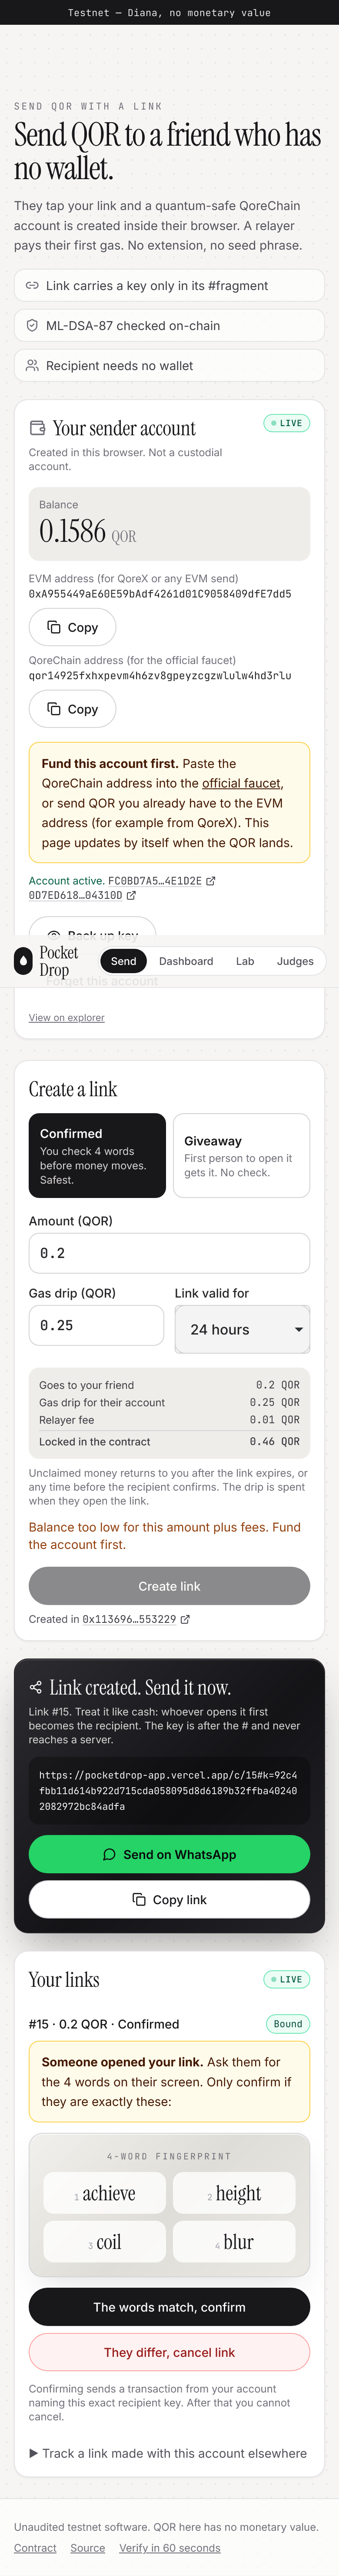 Testnet — Diana, no monetary value
SEND QOR WITH A LINK
Send QOR to a friend who has
no wallet.
They tap your link and a quantum-safe QoreChain
account is created inside their browser. A relayer
pays their first gas. No extension, no seed phrase.
Link carries a key only in its #fragment
ML-DSA-87 checked on-chain
Recipient needs no wallet
Your sender account
LIVE
Created in this browser. Not a custodial
account.
Balance
0.1586 QOR
EVM address (for QoreX or any EVM send)
0xA955449aE60E59bAdf4261d01C9058409dfE7dd5
Copy
QoreChain address (for the official faucet)
qor14925fxhxpevm4h6zv8gpeyzcgzwlulw4hd3rlu
Copy
Fund this account first. Paste the
QoreChain address into the official faucet,
or send QOR you already have to the EVM
address (for example from QoreX). This
page updates by itself when the QOR lands.
Account active. FC0BD7A5…4E1D2E
0D7ED618…04310D
Back up key
Pocket
Drop
Send
Dashboard
Lab
Judges
Forget this account
View on explorer
Create a link
Confirmed
You check 4 words
before money moves.
Safest.
Giveaway
First person to open it
gets it. No check.
Amount (QOR)
0.2
Gas drip (QOR)
Link valid for
0.25
24 hours
Goes to your friend 0.2 QOR
Gas drip for their account 0.25 QOR
Relayer fee 0.01 QOR
Locked in the contract 0.46 QOR
Unclaimed money returns to you after the link expires, or
any time before the recipient confirms. The drip is spent
when they open the link.
Balance too low for this amount plus fees. Fund
the account first.
Create link
Created in 0x113696…553229
Link created. Send it now.
Link #15. Treat it like cash: whoever opens it first
becomes the recipient. The key is after the # and never
reaches a server.
https://pocketdrop-app.vercel.app/c/15#k=92c4
fbb11d614b922d715cda058095d8d6189b32ffba40240
2082972bc84adfa
Send on WhatsApp
Copy link
Your links
LIVE
#15 · 0.2 QOR · Confirmed
Bound
Someone opened your link. Ask them for
the 4 words on their screen. Only confirm if
they are exactly these:
4-WORD FINGERPRINT
1 achieve
2 height
3 coil
4 blur
The words match, confirm
They differ, cancel link
Confirming sends a transaction from your account
naming this exact recipient key. After that you cannot
cancel.
▶ Track a link made with this account elsewhere
Unaudited testnet software. QOR here has no monetary value.
Contract
Source
Verify in 60 seconds